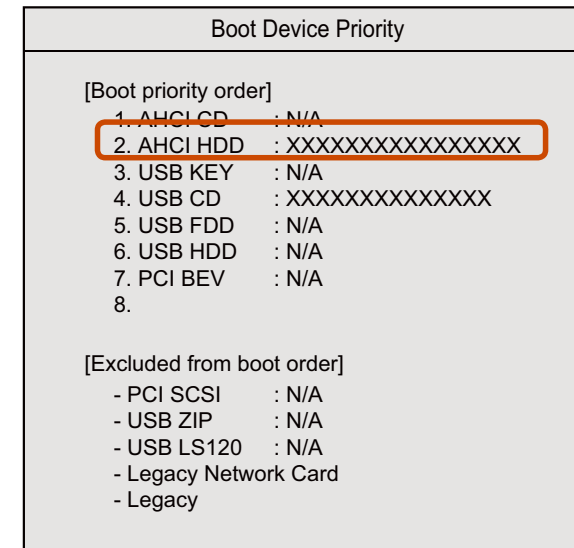 Boot Device Priority
[Boot priority order]
1. AHCI CD : N/A
2. AHCI HDD : XXXXXXXXXXXXXXXX
3. USB KEY : N/A
4. USB CD : XXXXXXXXXXXXXX
5. USB FDD : N/A
6. USB HDD : N/A
7. PCI BEV : N/A
8.
[Excluded from boot order]
- PCI SCSI : N/A
- USB ZIP : N/A
- USB LS120 : N/A
- Legacy Network Card
- Legacy